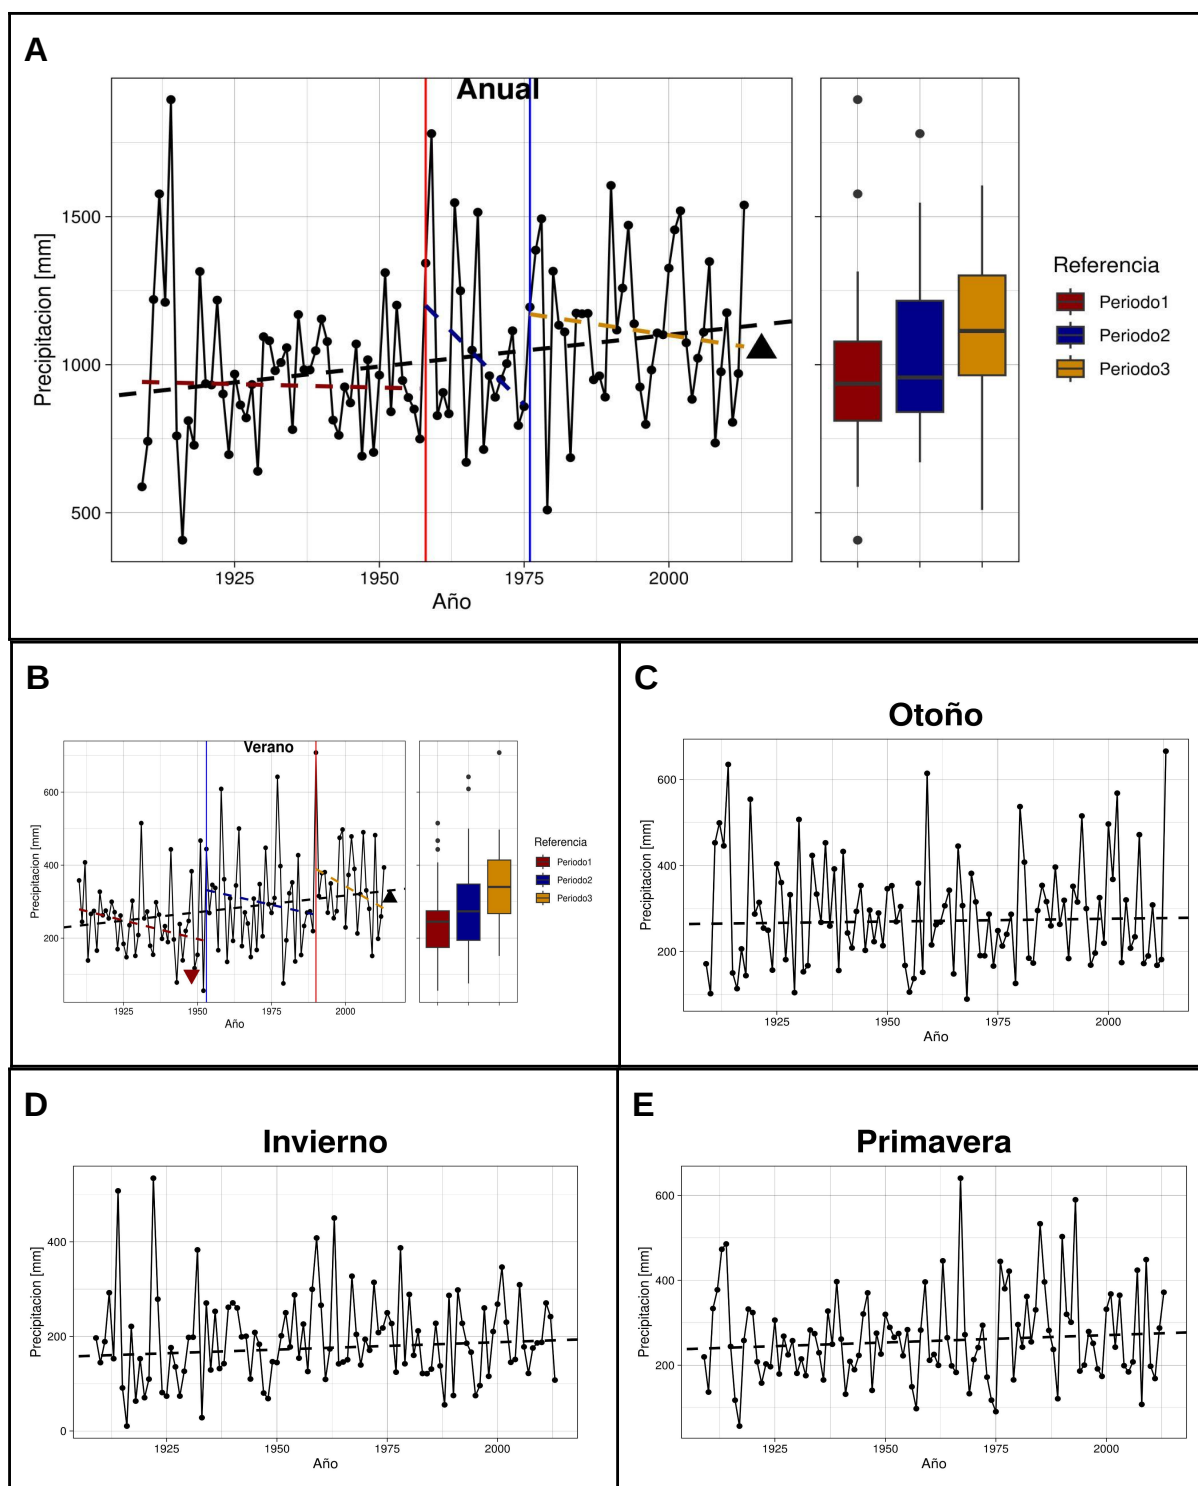 A
Anual
Precipitacion [mm]
1500
1000
500
1925 1950 1975 2000
Año
Referencia
Periodo1
Periodo2
Periodo3
B
Verano
Precipitacion [mm]
600
400
200
1925 1950 1975 2000
Año
Referencia
Periodo1
Periodo2
Periodo3
C
Otoño
Precipitacion [mm]
600
400
200
1925 1950 1975 2000
Año
D
Invierno
Precipitacion [mm]
400
200
0
1925 1950 1975 2000
Año
E
Primavera
Precipitacion [mm]
600
400
200
1925 1950 1975 2000
Año